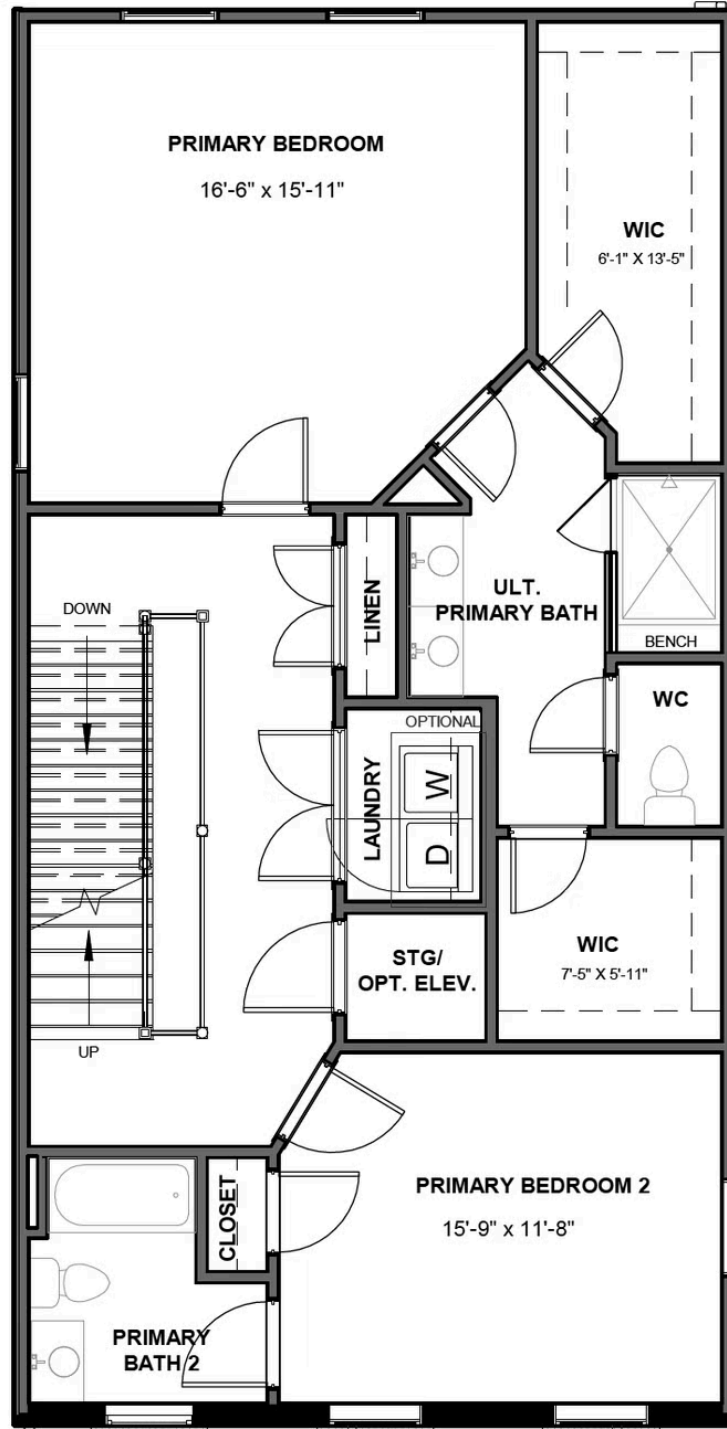 PRIMARY BEDROOM
16'-6" x 15'-11"
WIC
6'-1" X 13'-5"
DOWN
LINEN
ULT.
PRIMARY BATH
BENCH
WC
OPTIONAL
LAUNDRY
W
D
STG/
OPT. ELEV.
WIC
7'-5" X 5'-11"
UP
PRIMARY BEDROOM 2
15'-9" x 11'-8"
CLOSET
PRIMARY
BATH 2